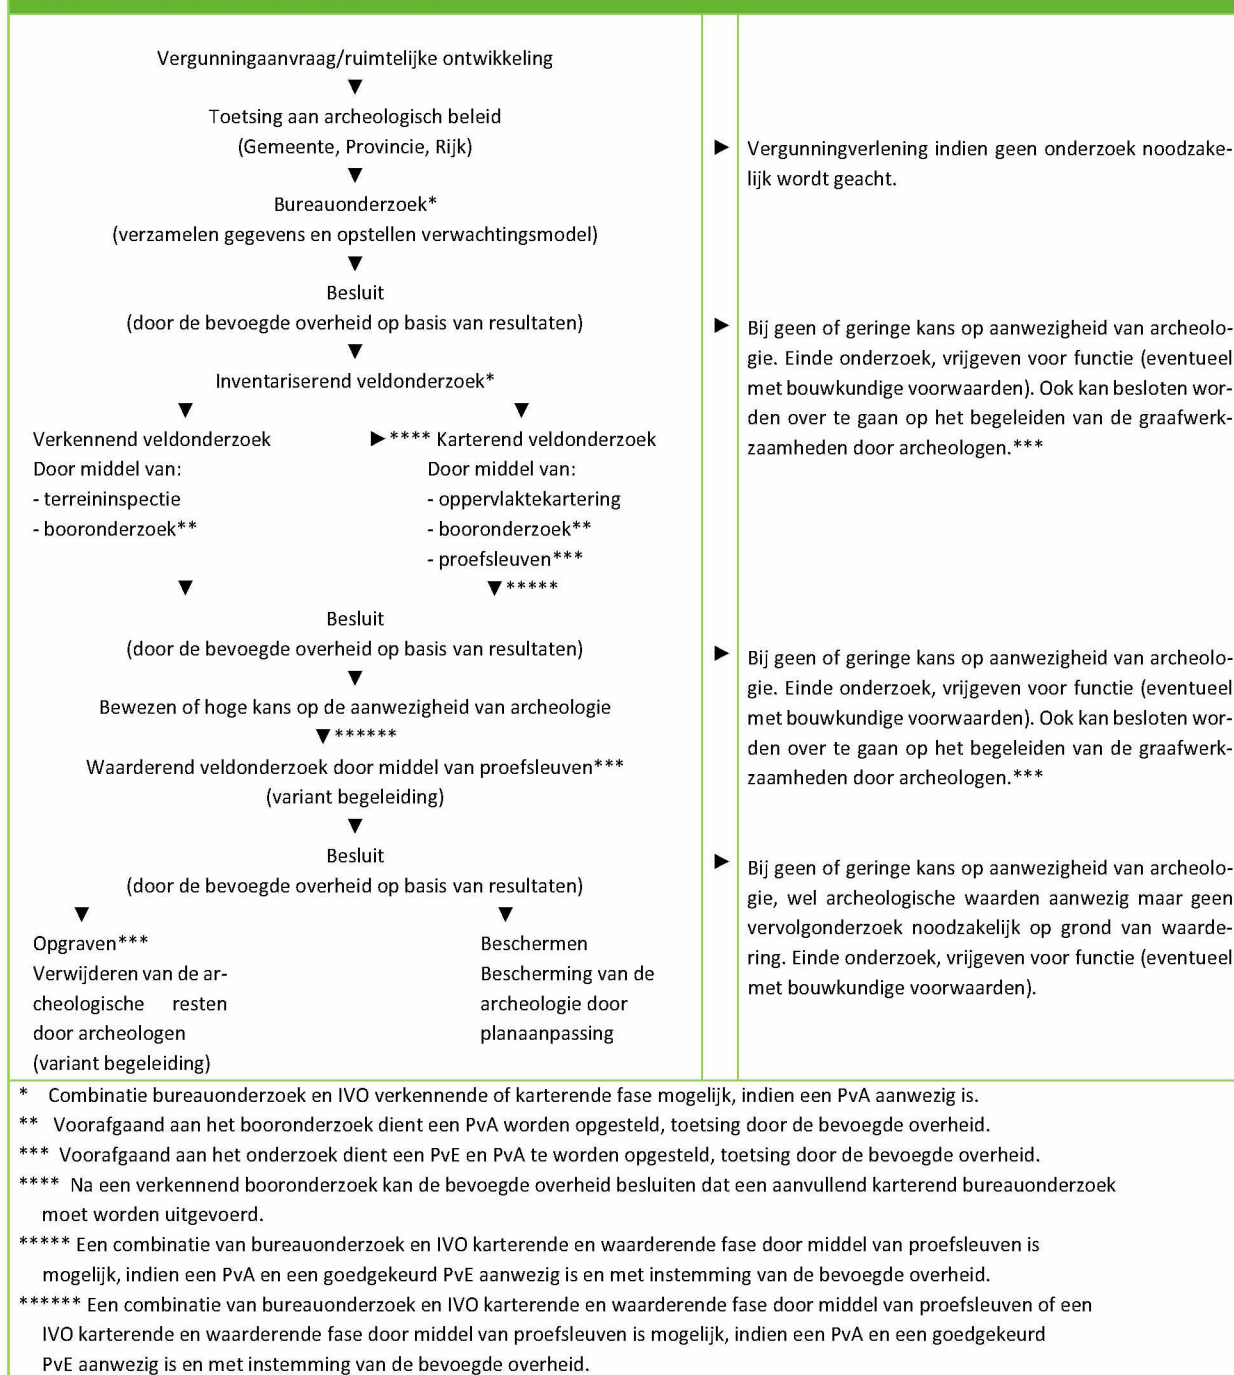 Vergunningaanvraag/ruimtelijke ontwikkeling
▼
Toetsing aan archeologisch beleid
(Gemeente, Provincie, Rijk)
▼
Bureauonderzoek*
(verzamelen gegevens en opstellen verwachtingsmodel)
▼
Besluit
(door de bevoegde overheid op basis van resultaten)
▼
Inventariserend veldonderzoek*
▼ ▼
Verkennend veldonderzoek ►**** Karterend veldonderzoek
Door middel van: Door middel van:
- terreininspectie - oppervlaktekartering
- booronderzoek** - booronderzoek**
- proefsleuven***
▼ ▼*****
Besluit
(door de bevoegde overheid op basis van resultaten)
▼
Bewezen of hoge kans op de aanwezigheid van archeologie
▼******
Waarderend veldonderzoek door middel van proefsleuven***
(variant begeleiding)
▼
Besluit
(door de bevoegde overheid op basis van resultaten)
▼ ▼
Opgraven*** Beschermen
Verwijderen van de ar- Bescherming van de
cheologische resten archeologie door
door archeologen planaanpassing
(variant begeleiding)
► Vergunningverlening indien geen onderzoek noodzake-
lijk wordt geacht.
► Bij geen of geringe kans op aanwezigheid van archeolo-
gie. Einde onderzoek, vrijgeven voor functie (eventueel
met bouwkundige voorwaarden). Ook kan besloten wor-
den over te gaan op het begeleiden van de graafwerk-
zaamheden door archeologen.***
► Bij geen of geringe kans op aanwezigheid van archeolo-
gie. Einde onderzoek, vrijgeven voor functie (eventueel
met bouwkundige voorwaarden). Ook kan besloten wor-
den over te gaan op het begeleiden van de graafwerk-
zaamheden door archeologen.***
► Bij geen of geringe kans op aanwezigheid van archeolo-
gie, wel archeologische waarden aanwezig maar geen
vervolgonderzoek noodzakelijk op grond van waarde-
ring. Einde onderzoek, vrijgeven voor functie (eventueel
met bouwkundige voorwaarden).
* Combinatie bureauonderzoek en IVO verkennende of karterende fase mogelijk, indien een PvA aanwezig is.
** Voorafgaand aan het booronderzoek dient een PvA worden opgesteld, toetsing door de bevoegde overheid.
*** Voorafgaand aan het onderzoek dient een PvE en PvA te worden opgesteld, toetsing door de bevoegde overheid.
**** Na een verkennend booronderzoek kan de bevoegde overheid besluiten dat een aanvullend karterend bureauonderzoek
moet worden uitgevoerd.
***** Een combinatie van bureauonderzoek en IVO karterende en waarderende fase door middel van proefsleuven is
mogelijk, indien een PvA en een goedgekeurd PvE aanwezig is en met instemming van de bevoegde overheid.
****** Een combinatie van bureauonderzoek en IVO karterende en waarderende fase door middel van proefsleuven of een
IVO karterende en waarderende fase door middel van proefsleuven is mogelijk, indien een PvA en een goedgekeurd
PvE aanwezig is en met instemming van de bevoegde overheid.